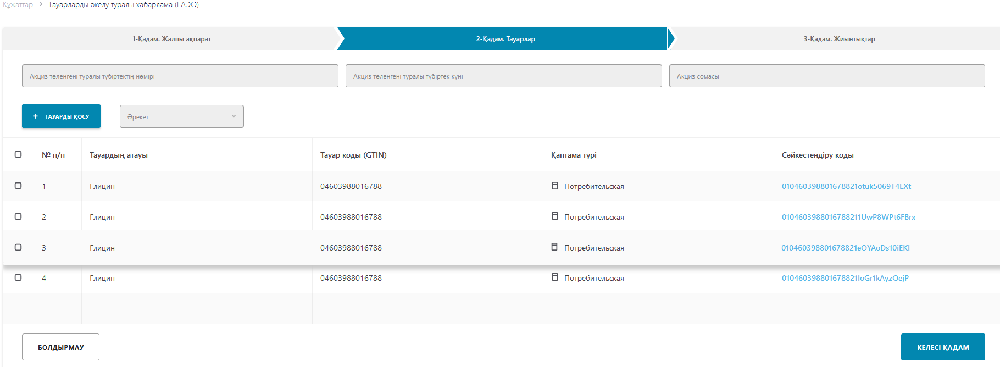 Құжаттар > Тауарларды әкелу туралы хабарлама (ЕАЭО)
1-Қадам. Жалпы ақпарат 2-Қадам. Тауарлар 3-Қадам. Жиынтықтар
Акциз төленгені туралы түбіртектің нөмірі Акциз төленгені туралы түбіртек күні Акциз сомасы
+ ТАУАРДЫ ҚОСУ Әрекет
№ п/п Тауардың атауы Тауар коды (GTIN) Қаптама түрі Сәйкестендіру коды
1 Глицин 04603988016788 Потребительская 010460398801678821otuk5069T4LXt
2 Глицин 04603988016788 Потребительская 0104603988016788211UwP8WPt6FBrx
3 Глицин 04603988016788 Потребительская 010460398801678821eOYAoDs10iEKI
4 Глицин 04603988016788 Потребительская 010460398801678821IoGr1kAyzQejP
БОЛДЫРМАУ КЕЛЕСІ ҚАДАМ